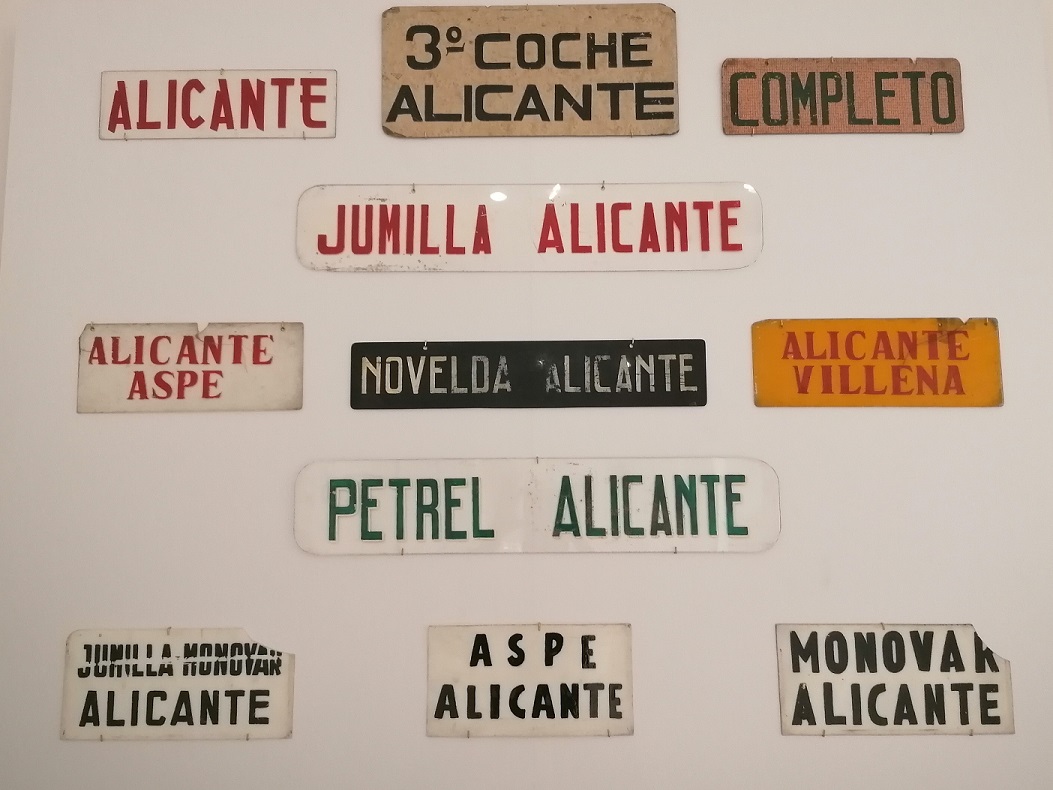 ALICANTE
3º COCHE
ALICANTE
COMPLETO
JUMILLA ALICANTE
ALICANTE
ASPE
NOVELDA ALICANTE
ALICANTE
VILLENA
PETREL ALICANTE
JUMILLA-MONOVAR
ALICANTE
ASPE
ALICANTE
MONOVAR
ALICANTE